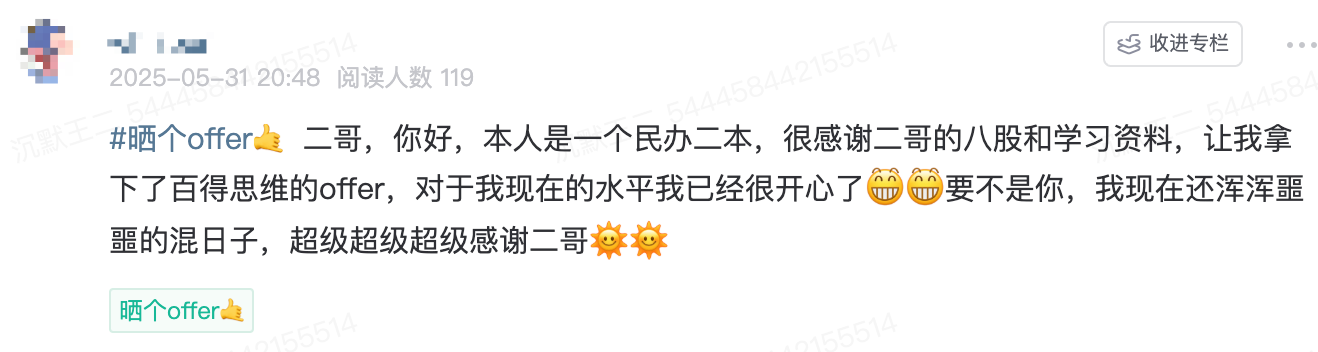 收进专栏
2025-05-31 20:48 阅读人数 119
#晒个offer🤙 二哥，你好，本人是一个民办二本，很感谢二哥的八股和学习资料，让我拿
下了百得思维的offer，对于我现在的水平我已经很开心了😁😁要不是你，我现在还浑浑噩
噩的混日子，超级超级超级感谢二哥🌞🌞
晒个offer🤙
沉默王二 544458442155514